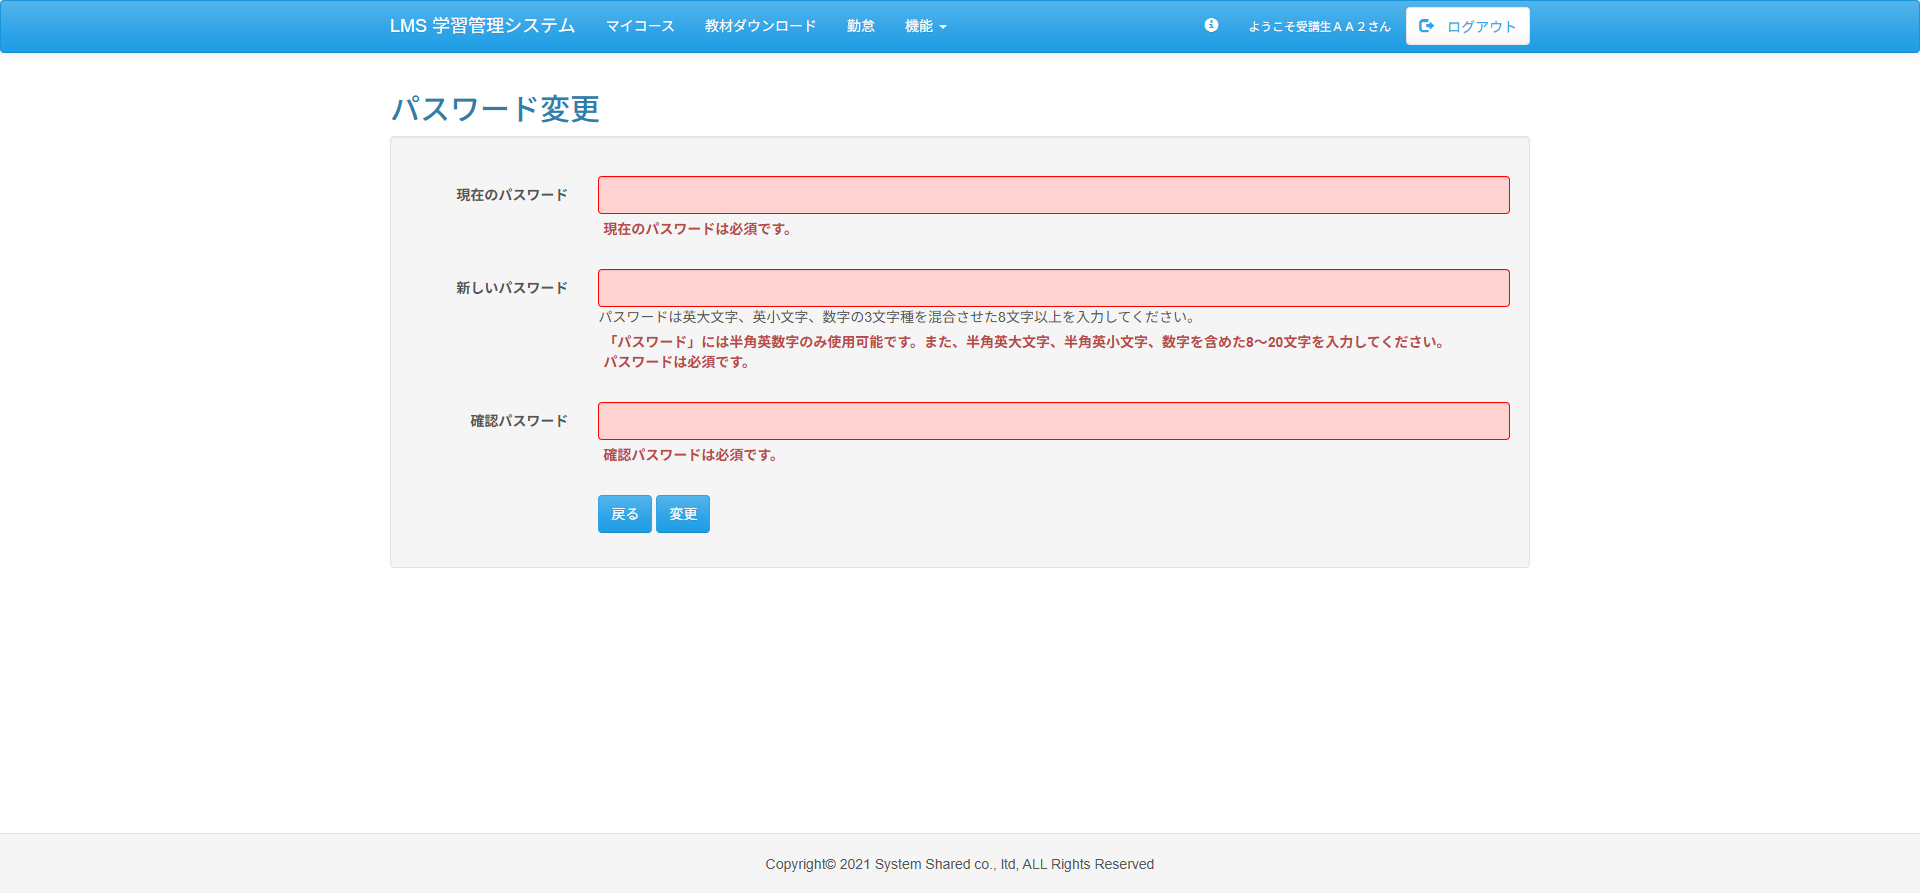 LMS 学習管理システム マイコース 教材ダウンロード 勤怠 機能 ようこそ受講生ＡＡ２さん ログアウト
パスワード変更
現在のパスワード
現在のパスワードは必須です。
新しいパスワード
パスワードは英大文字、英小文字、数字の3文字種を混合させた8文字以上を入力してください。
「パスワード」には半角英数字のみ使用可能です。また、半角英大文字、半角英小文字、数字を含めた8～20文字を入力してください。
パスワードは必須です。
確認パスワード
確認パスワードは必須です。
戻る 変更
Copyright© 2021 System Shared co., ltd, ALL Rights Reserved